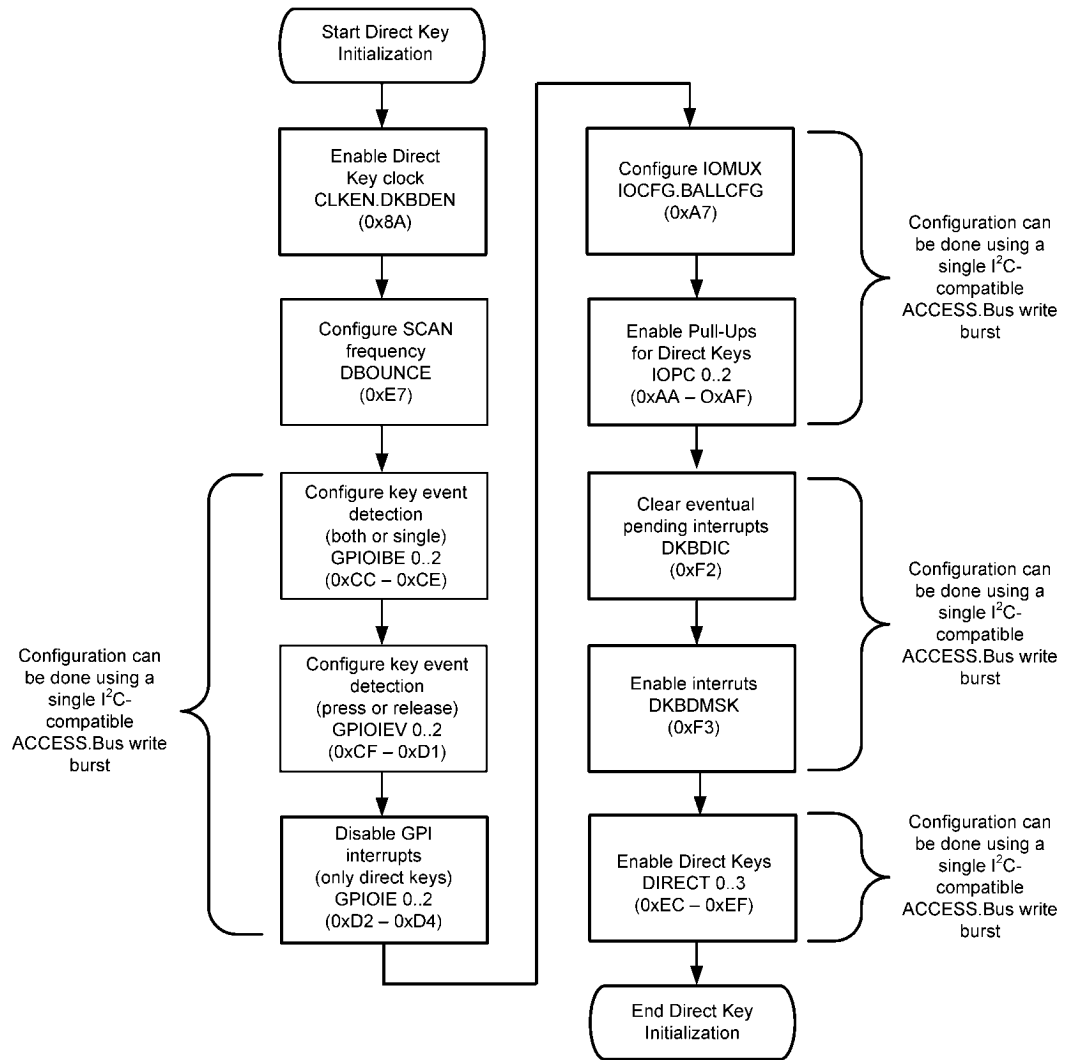 Start Direct Key
Initialization
Enable Direct
Key clock
CLKEN.DKBDEN
(0x8A)
Configure SCAN
frequency
DBOUNCE
(0xE7)
Configure key event
detection
(both or single)
GPIOIBE 0..2
(0xCC – 0xCE)
Configure key event
detection
(press or release)
GPIOIEV 0..2
(0xCF – 0xD1)
Disable GPI
interrupts
(only direct keys)
GPIOIE 0..2
(0xD2 – 0xD4)
Configuration can
be done using a
single I²C-
compatible
ACCESS.Bus write
burst
Configure IOMUX
IOCFG.BALLCFG
(0xA7)
Enable Pull-Ups
for Direct Keys
IOPC 0..2
(0xAA – OxAF)
Configuration can
be done using a
single I²C-
compatible
ACCESS.Bus write
burst
Clear eventual
pending interrupts
DKBDIC
(0xF2)
Enable interruts
DKBDMSK
(0xF3)
Configuration can
be done using a
single I²C-
compatible
ACCESS.Bus write
burst
Enable Direct Keys
DIRECT 0..3
(0xEC – 0xEF)
Configuration can
be done using a
single I²C-
compatible
ACCESS.Bus write
burst
End Direct Key
Initialization